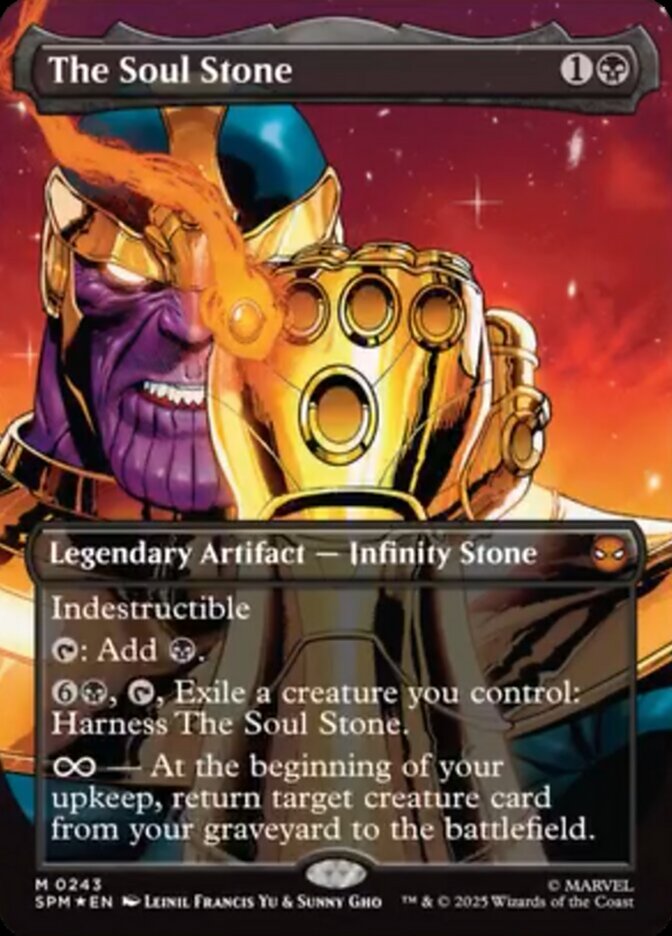 The Soul Stone 1
Legendary Artifact — Infinity Stone
Indestructible
: Add .
6, , Exile a creature you control:
Harness The Soul Stone.
∞ — At the beginning of your
upkeep, return target creature card
from your graveyard to the battlefield.
M 0243 © MARVEL
SPM★EN LEINIL FRANCIS YU & SUNNY GHO ™ & © 2025 Wizards of the Coast